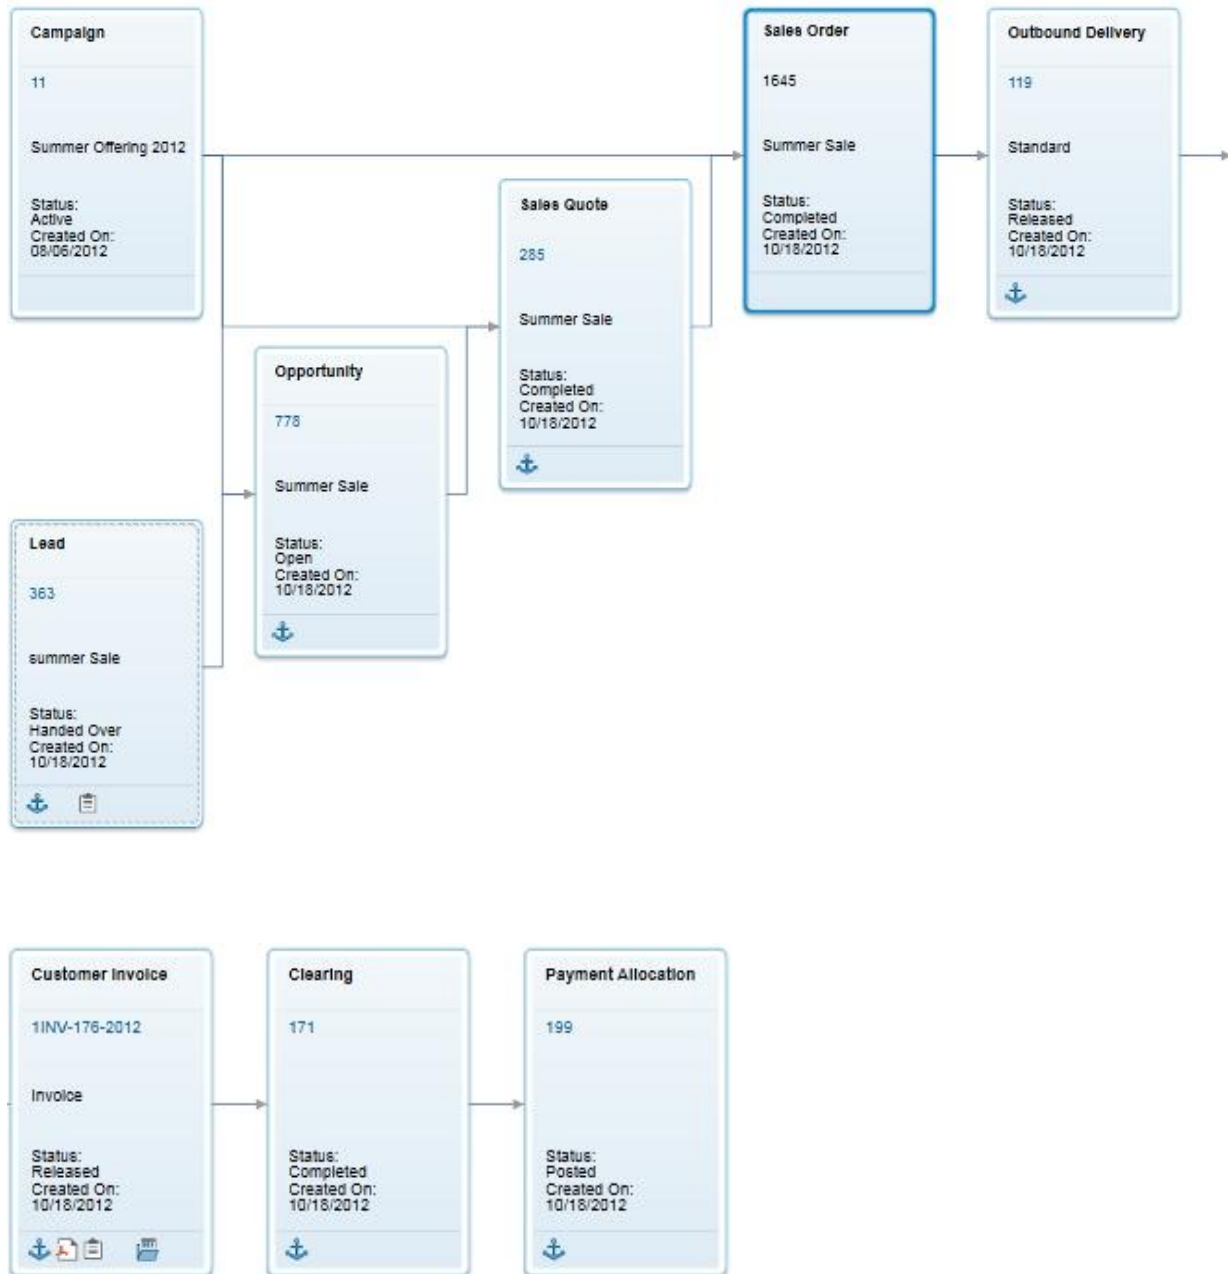 Campaign
11
Summer Offering 2012
Status:
Active
Created On:
08/06/2012
Sales Order
1645
Summer Sale
Status:
Completed
Created On:
10/18/2012
Outbound Delivery
119
Standard
Status:
Released
Created On:
10/18/2012
Sales Quote
285
Summer Sale
Status:
Completed
Created On:
10/18/2012
Opportunity
778
Summer Sale
Status:
Open
Created On:
10/18/2012
Lead
363
summer Sale
Status:
Handed Over
Created On:
10/18/2012
Customer Invoice
1INV-176-2012
Invoice
Status:
Released
Created On:
10/18/2012
Clearing
171
Status:
Completed
Created On:
10/18/2012
Payment Allocation
199
Status:
Posted
Created On:
10/18/2012